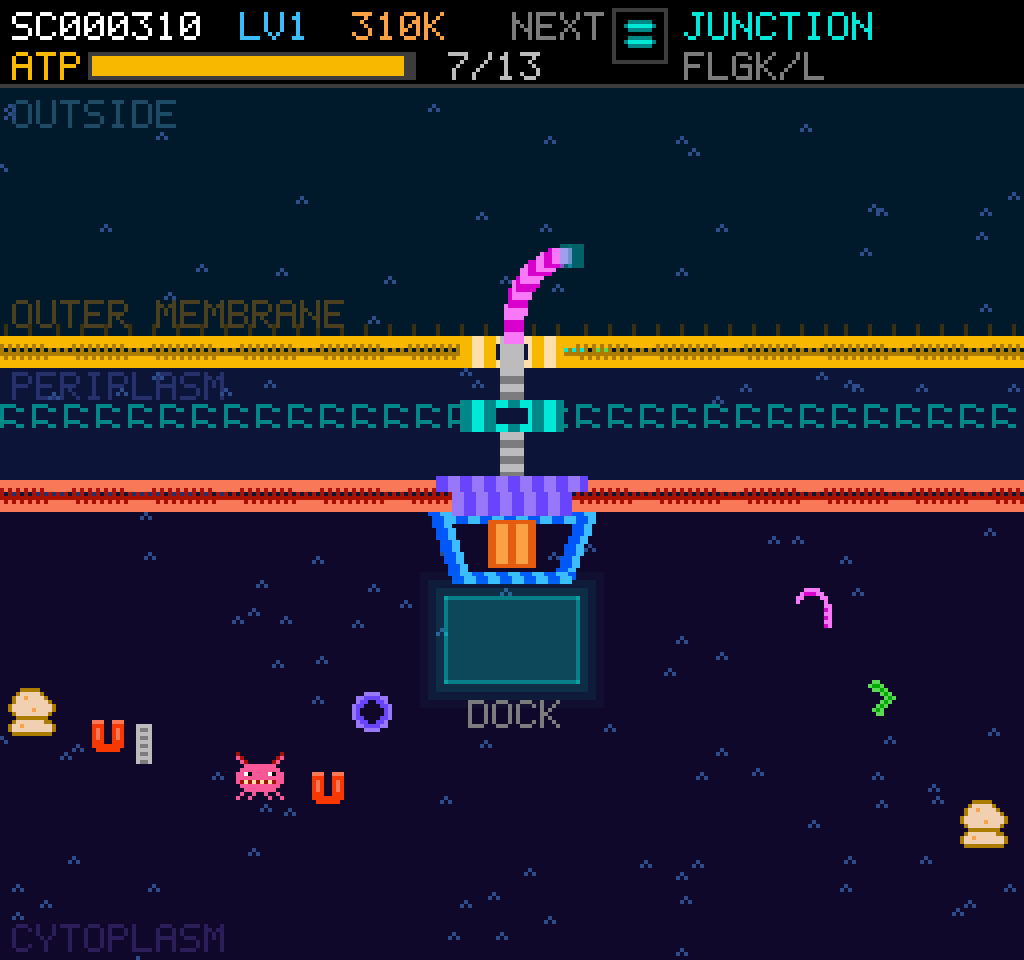 SC000310 LV1 310K NEXT JUNCTION
ATP 7/13 FLGK/L
OUTSIDE
OUTER MEMBRANE
PERIPLASM
DOCK
CYTOPLASM